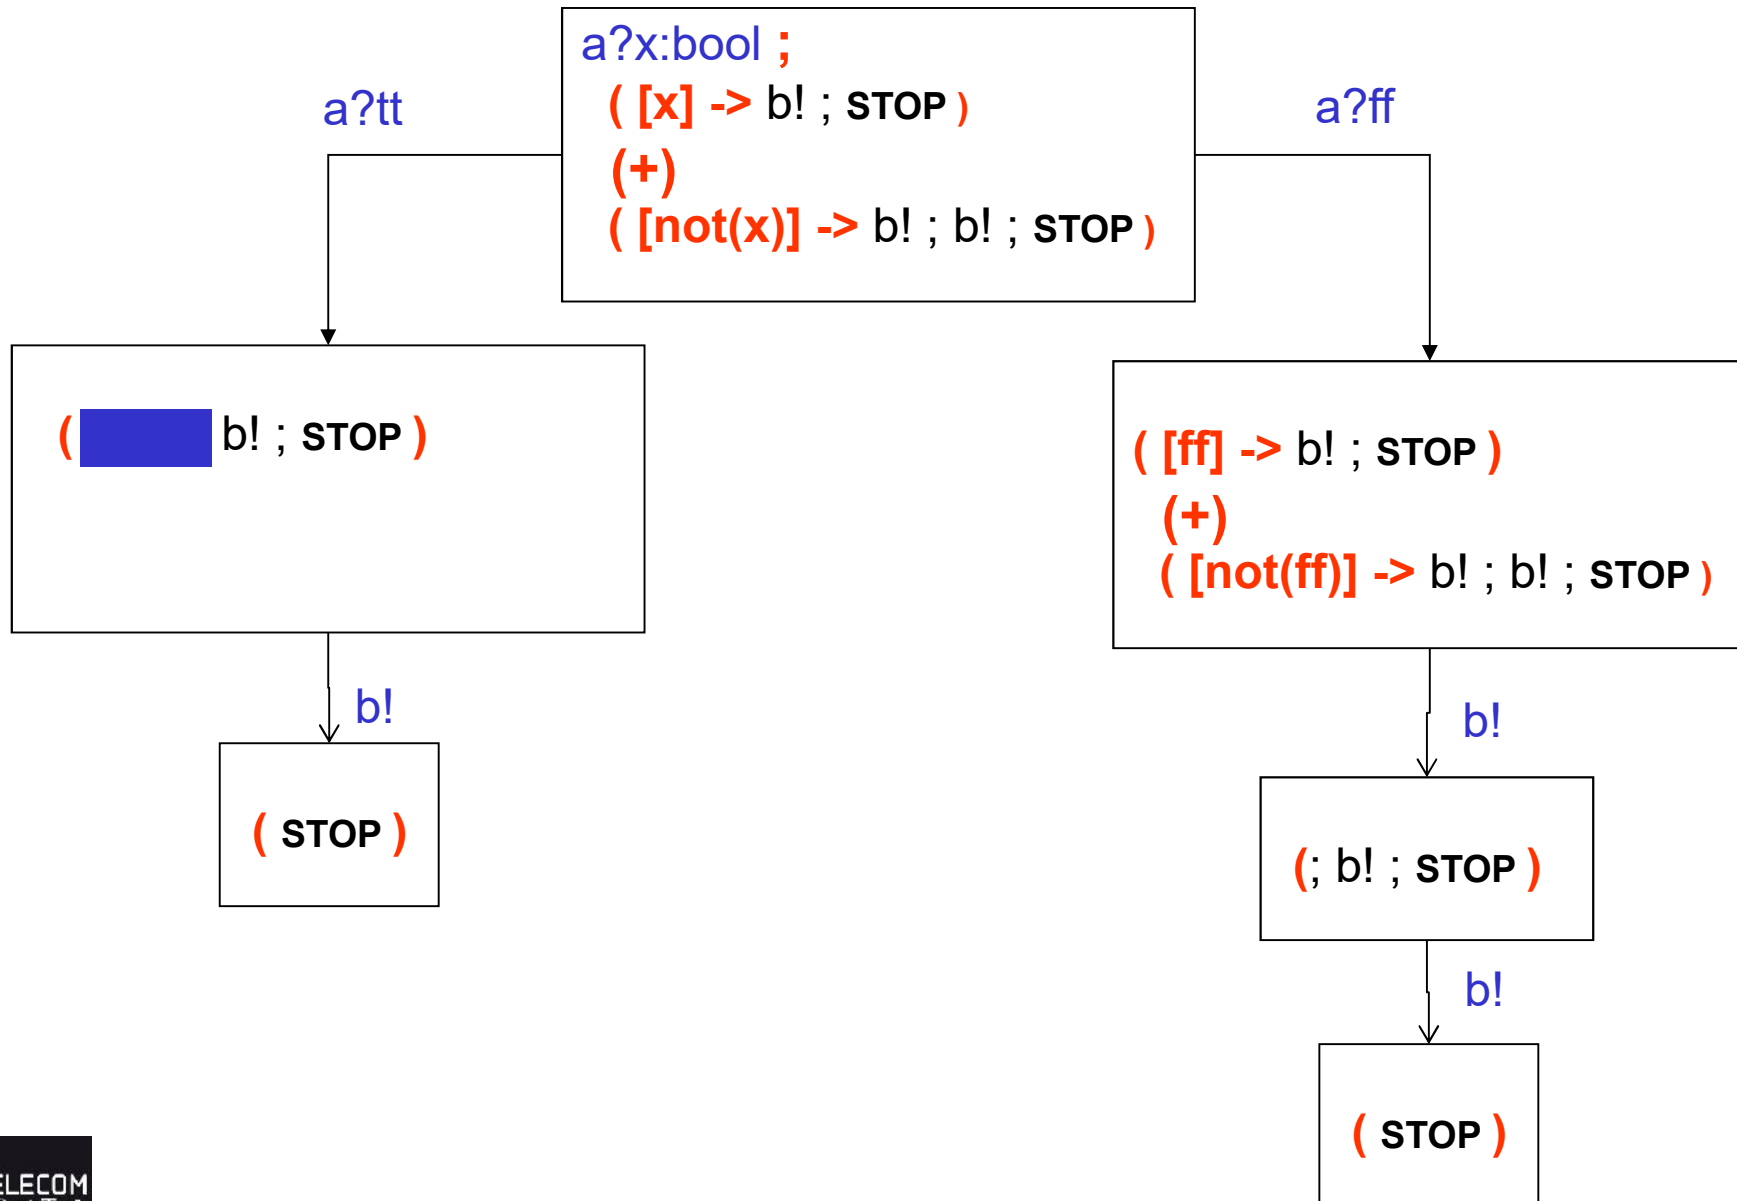 a?x:bool ;
( [x] -> b! ; STOP )
(+)
( [not(x)] -> b! ; b! ; STOP )
a?tt
a?ff
( b! ; STOP )
( [ff] -> b! ; STOP )
(+)
( [not(ff)] -> b! ; b! ; STOP )
b!
b!
( STOP )
(; b! ; STOP )
b!
( STOP )
ELECOM